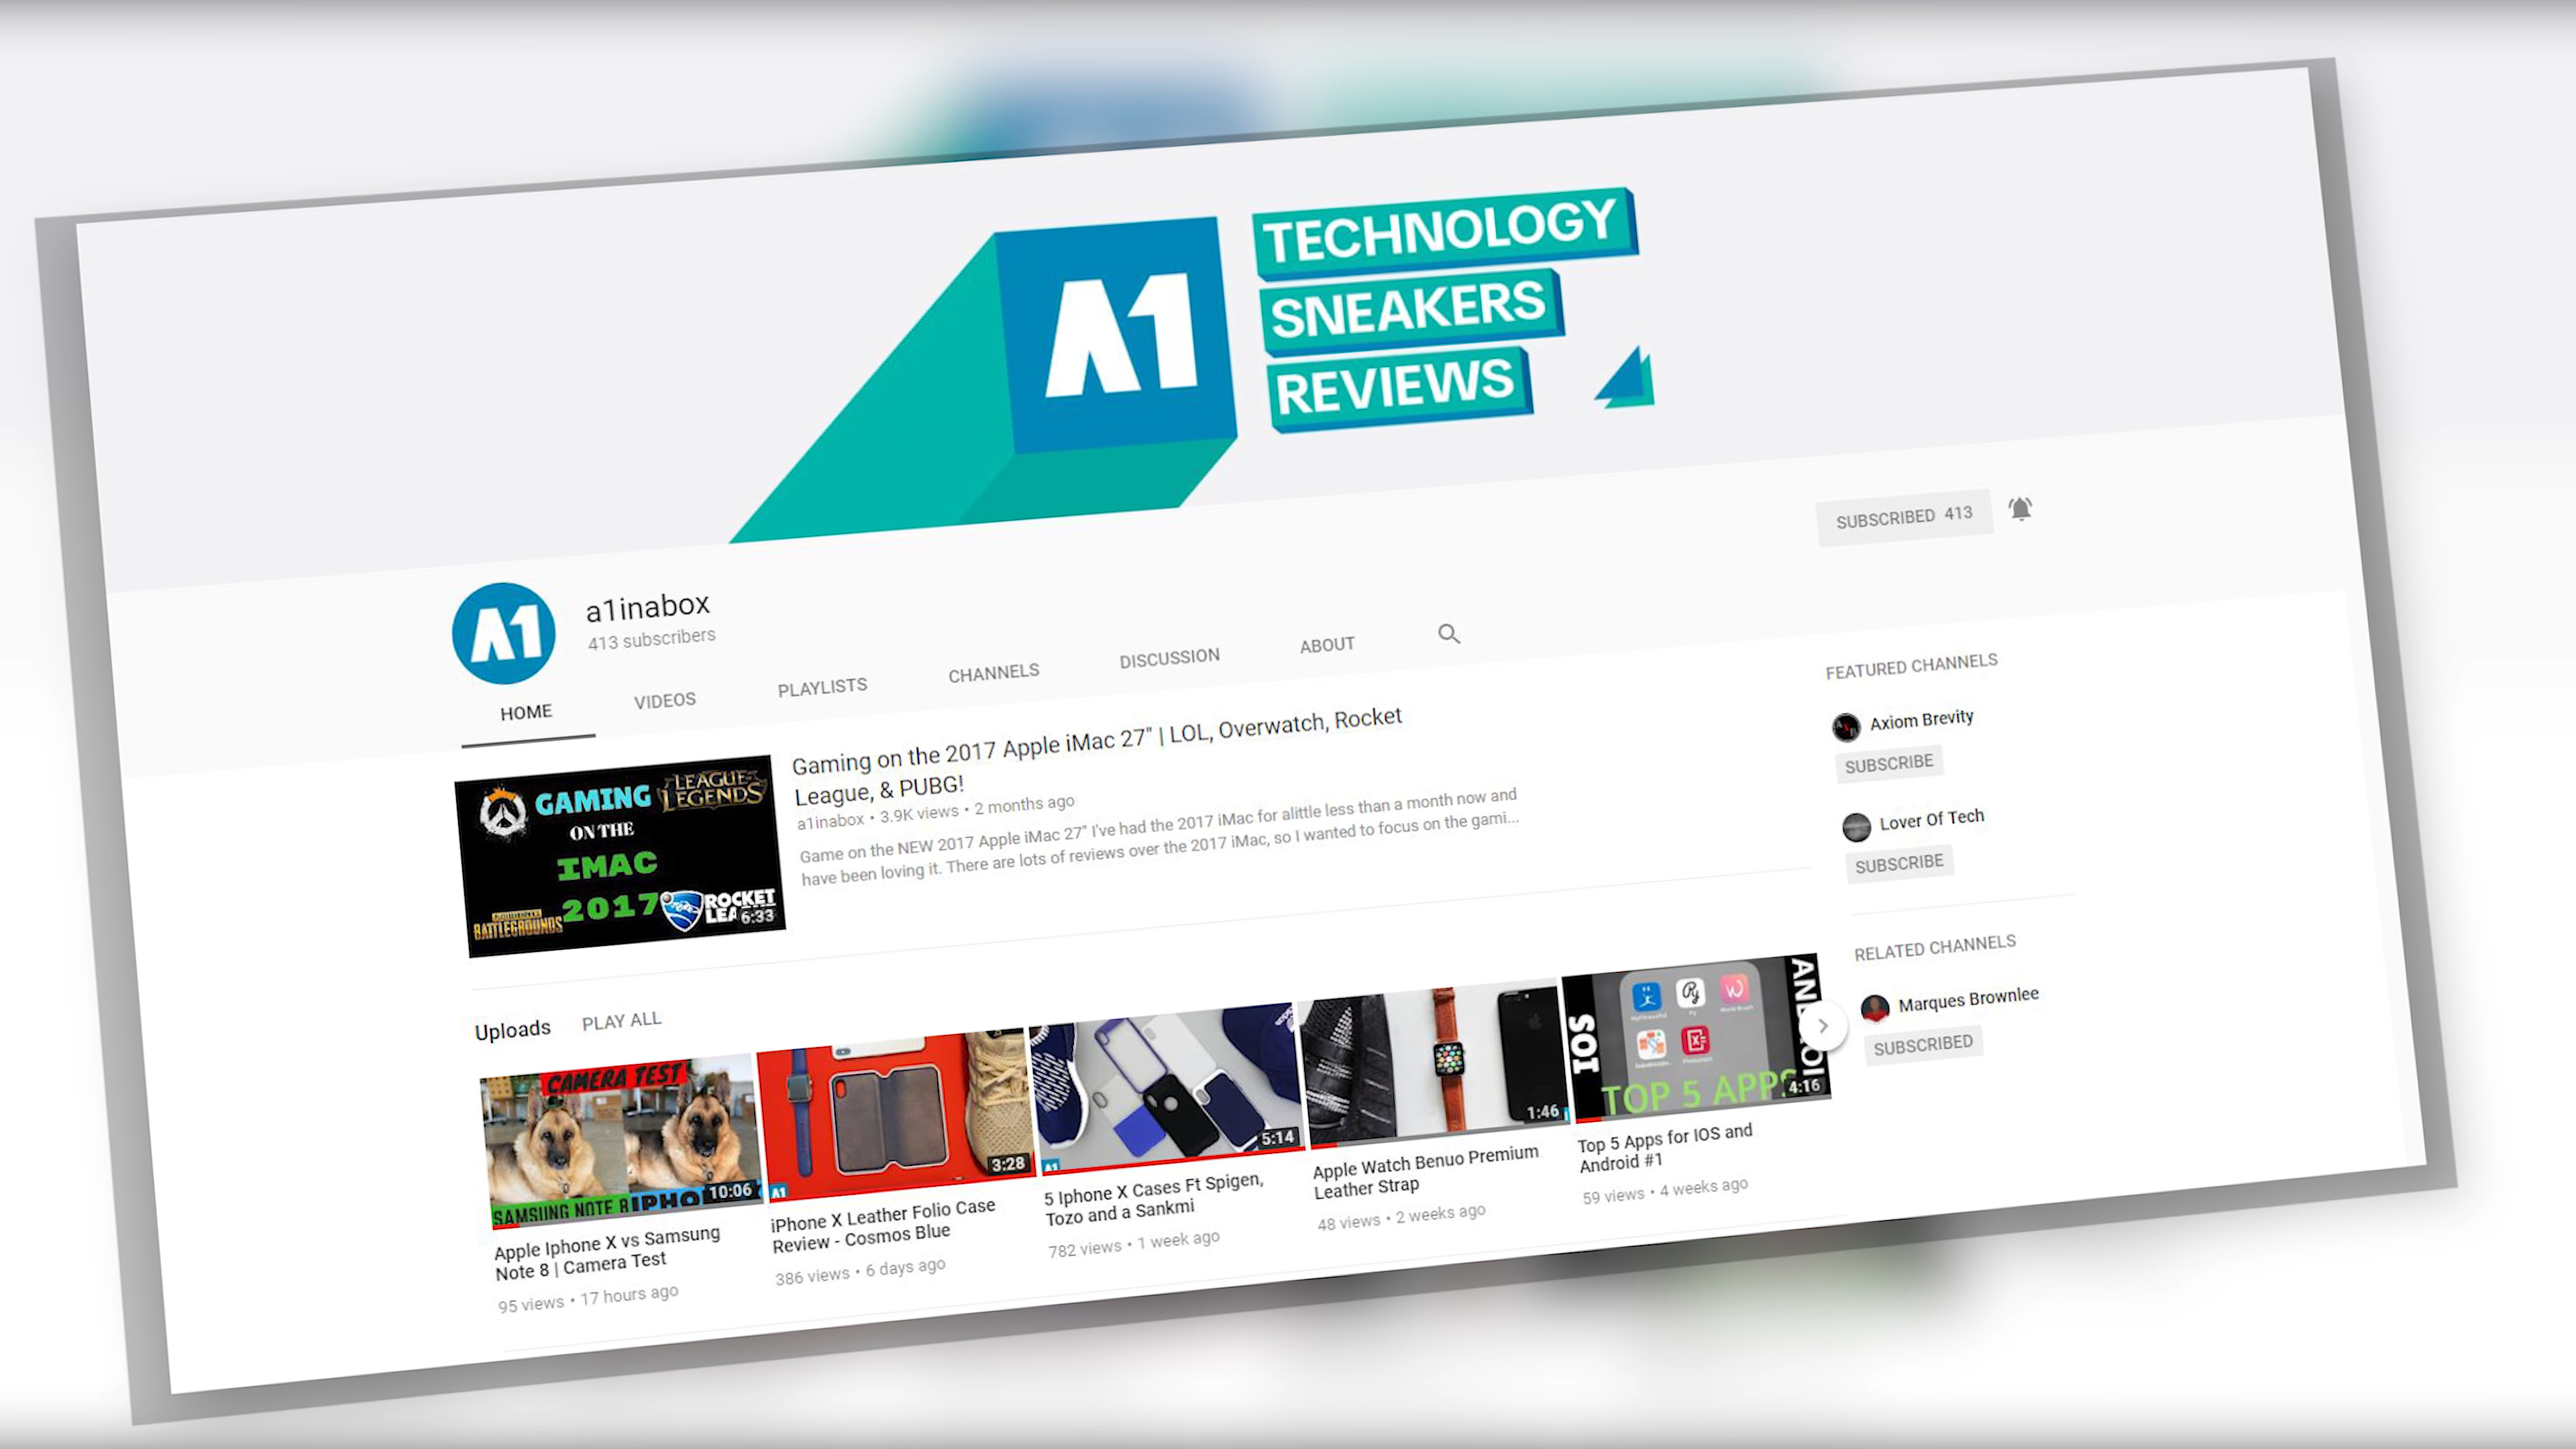 A1
TECHNOLOGY
SNEAKERS
REVIEWS
SUBSCRIBED 413
A1
a1inabox
413 subscribers
HOME
VIDEOS
PLAYLISTS
CHANNELS
DISCUSSION
ABOUT
GAMING
ON THE
IMAC
2017
LEAGUE
LEGENDS
BATTLEGROUNDS
ROCKET
LEA
6:33
Gaming on the 2017 Apple iMac 27" | LOL, Overwatch, Rocket
League, & PUBG!
a1inabox • 3.9K views • 2 months ago
Game on the NEW 2017 Apple iMac 27" I've had the 2017 iMac for alittle less than a month now and
have been loving it. There are lots of reviews over the 2017 iMac, so I wanted to focus on the gami...
FEATURED CHANNELS
Axiom Brevity
SUBSCRIBE
Lover Of Tech
SUBSCRIBE
RELATED CHANNELS
Marques Brownlee
SUBSCRIBED
Uploads
PLAY ALL
CAMERA TEST
SAMSUNG NOTE 8
IPHO
10:06
Apple Iphone X vs Samsung
Note 8 | Camera Test
95 views • 17 hours ago
A1
3:28
iPhone X Leather Folio Case
Review - Cosmos Blue
386 views • 6 days ago
A1
5:14
5 Iphone X Cases Ft Spigen,
Tozo and a Sankmi
782 views • 1 week ago
1:46
Apple Watch Benuo Premium
Leather Strap
48 views • 2 weeks ago
IOS
TOP 5 APPS
4:16
Top 5 Apps for IOS and
Android #1
59 views • 4 weeks ago